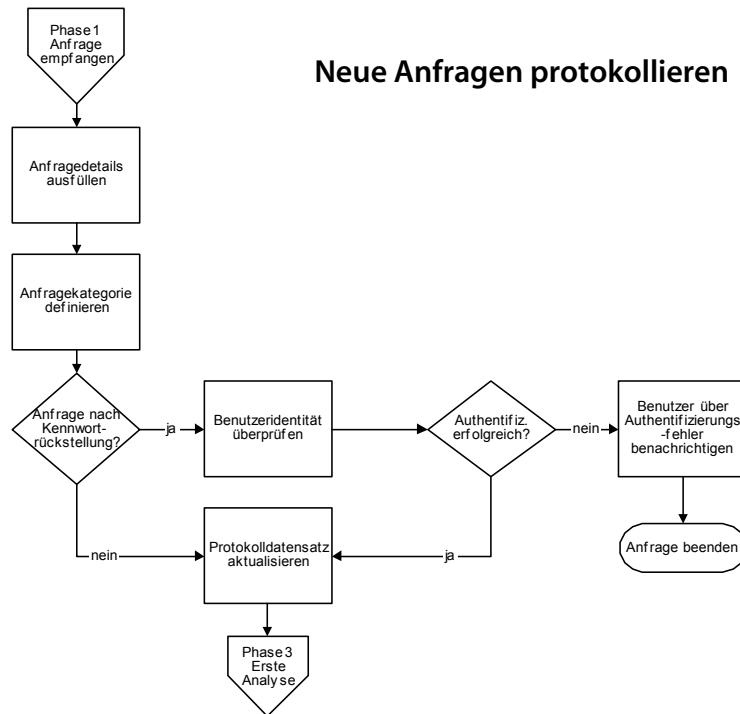 Phase 1
Anfrage
empfangen
Neue Anfragen protokollieren
Anfragedetails
ausfüllen
Anfragekategorie
definieren
Anfrage nach
Kennwort-
rückstellung?
ja
Benutzeridentität
überprüfen
Authentifiz.
erfolgreich?
nein
Benutzer über
Authentifizierungs
-fehler
benachrichtigen
nein
Protokolldatensatz
aktualisieren
ja
Anfrage beenden
Phase 3
Erste
Analyse